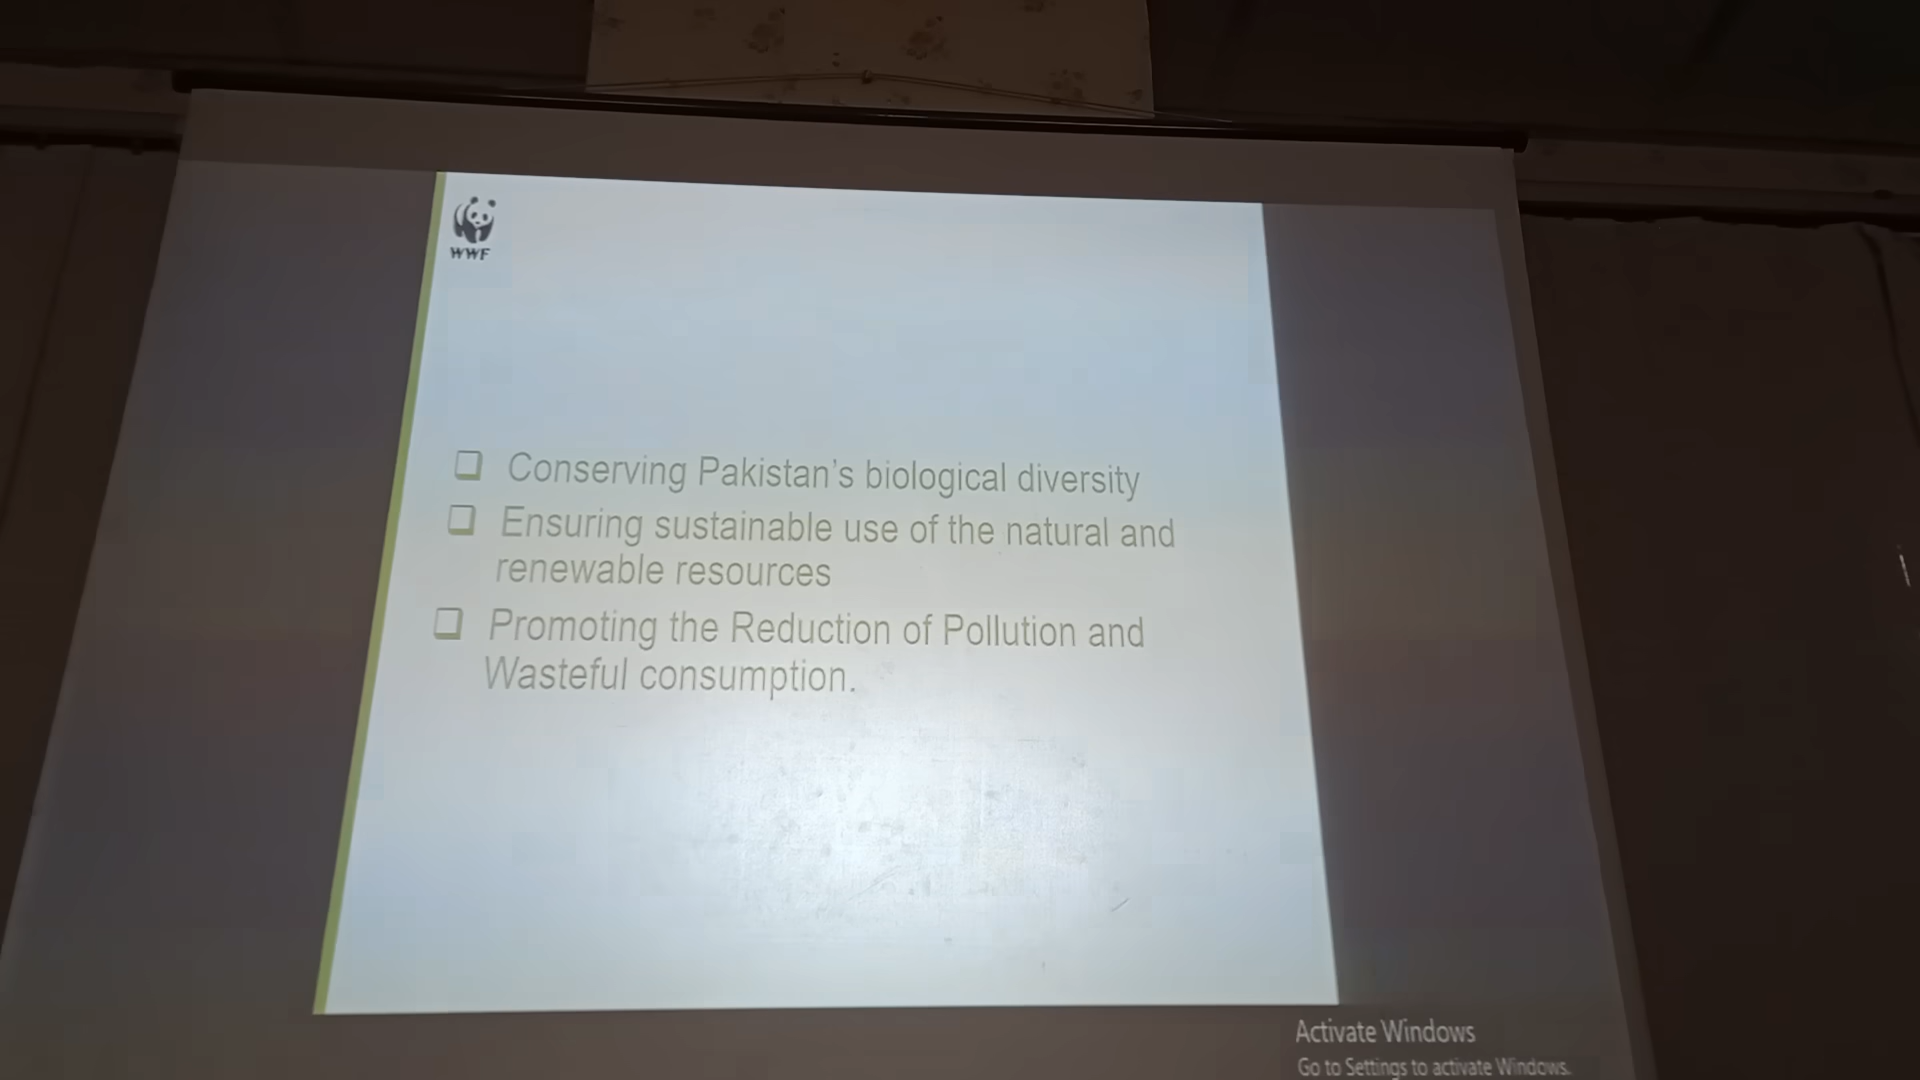 WWF
❑ Conserving Pakistan's biological diversity
❑ Ensuring sustainable use of the natural and
renewable resources
❑ Promoting the Reduction of Pollution and
Wasteful consumption.
Activate Windows
Go to Settings to activate Windows.